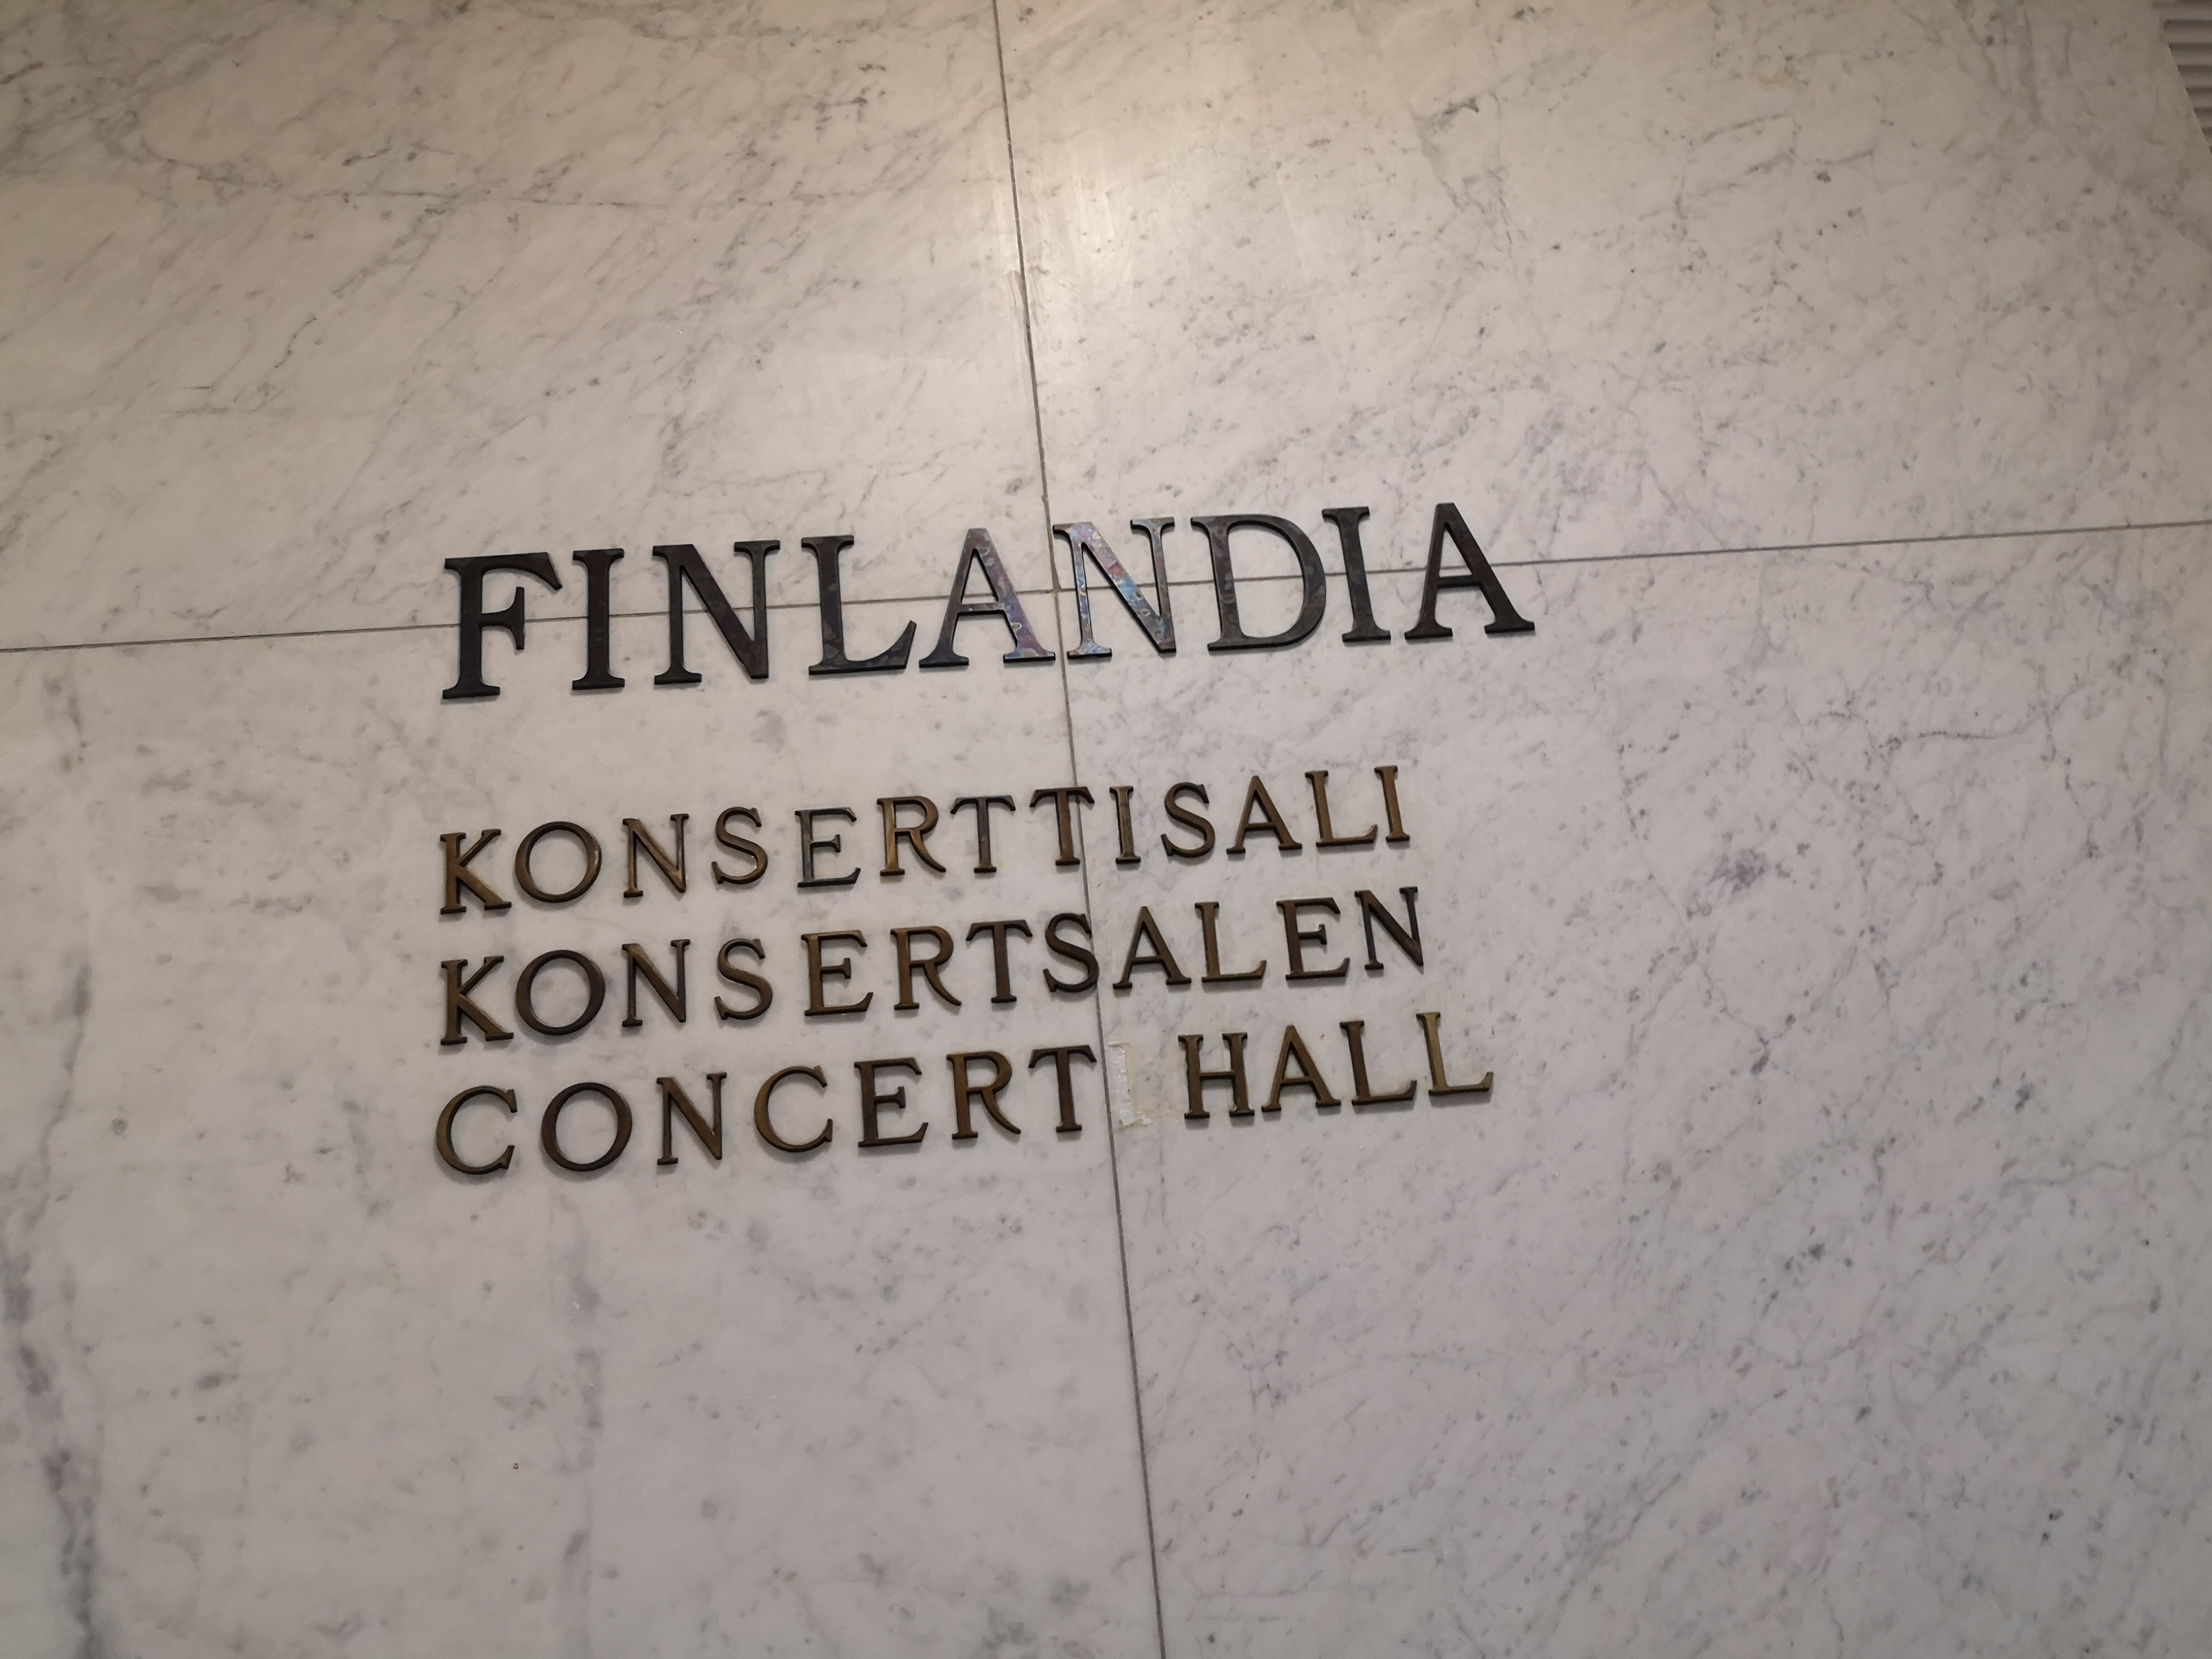 FINLANDIA
KONSERTTISALI
KONSERTSALEN
CONCERT HALL